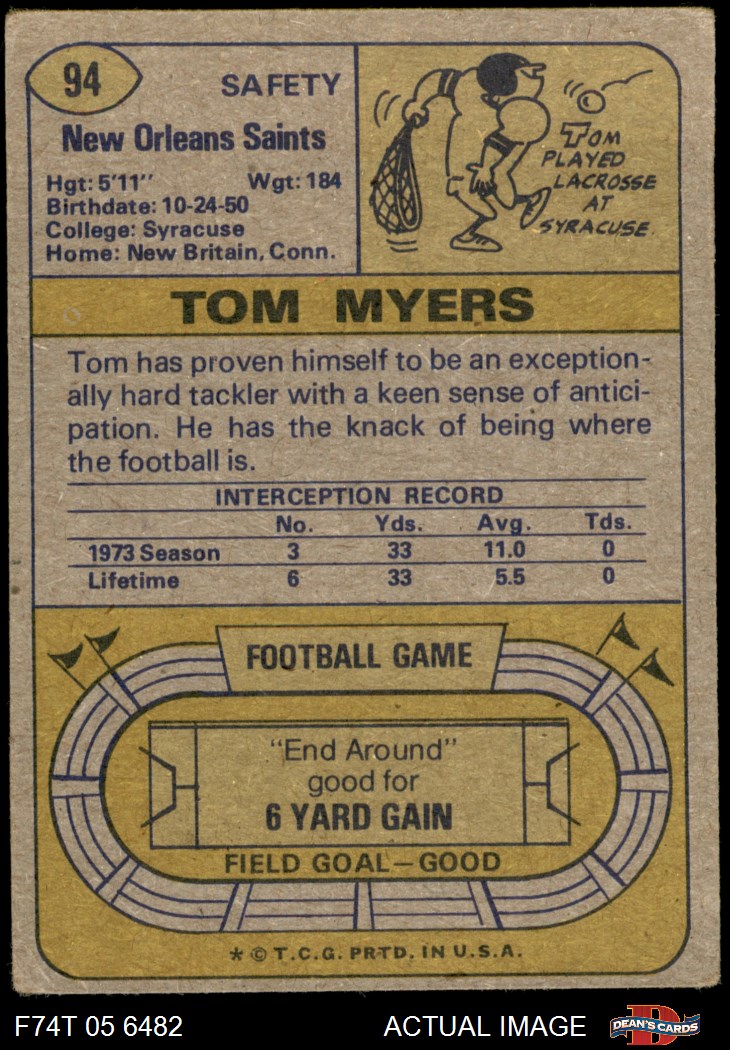 94
SAFETY
New Orleans Saints
Hgt: 5'11" Wgt: 184
Birthdate: 10-24-50
College: Syracuse
Home: New Britain, Conn.
TOM
PLAYED
LACROSSE
AT
SYRACUSE.
TOM MYERS
Tom has proven himself to be an exception-
ally hard tackler with a keen sense of antici-
pation. He has the knack of being where
the football is.
INTERCEPTION RECORD
No. Yds. Avg. Tds.
1973 Season 3 33 11.0 0
Lifetime 6 33 5.5 0
FOOTBALL GAME
"End Around"
good for
6 YARD GAIN
FIELD GOAL—GOOD
* © T.C.G. PRTD. IN U.S.A.
F74T 05 6482 ACTUAL IMAGE DEAN'S CARDS